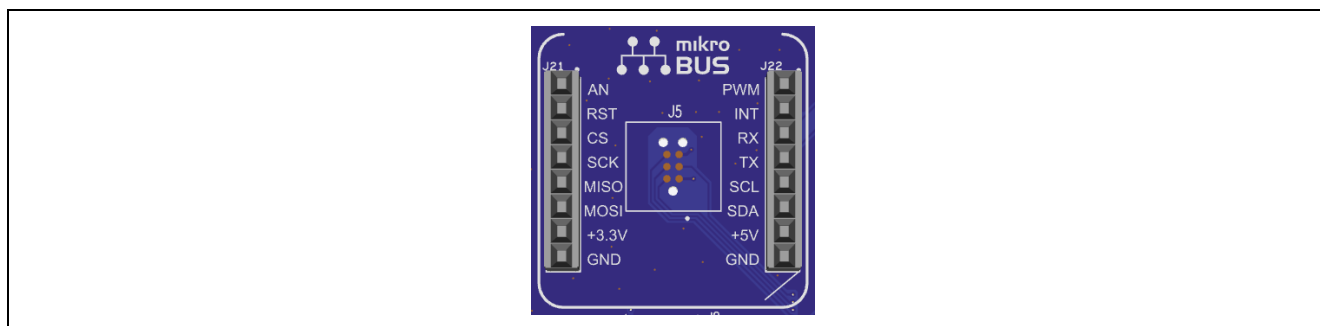 mikro
BUS
J21
J22
AN
PWM
RST
J5
INT
CS
RX
SCK
TX
MISO
SCL
MOSI
SDA
+3.3V
+5V
GND
GND